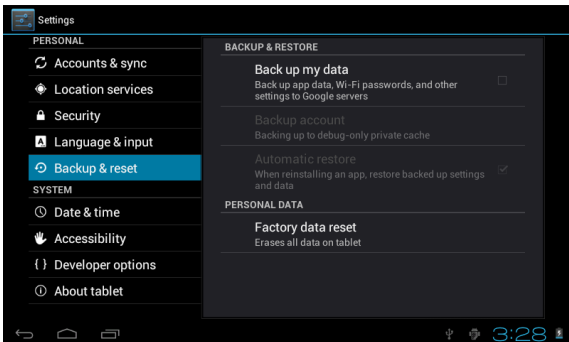 Settings
PERSONAL
Accounts & sync
Location services
Security
Language & input
Backup & reset
SYSTEM
Date & time
Accessibility
Developer options
About tablet
BACKUP & RESTORE
Back up my data
Back up app data, Wi-Fi passwords, and other
settings to Google servers
Backup account
Backing up to debug-only private cache
Automatic restore
When reinstalling an app, restore backed up settings
and data
PERSONAL DATA
Factory data reset
Erases all data on tablet
3:28